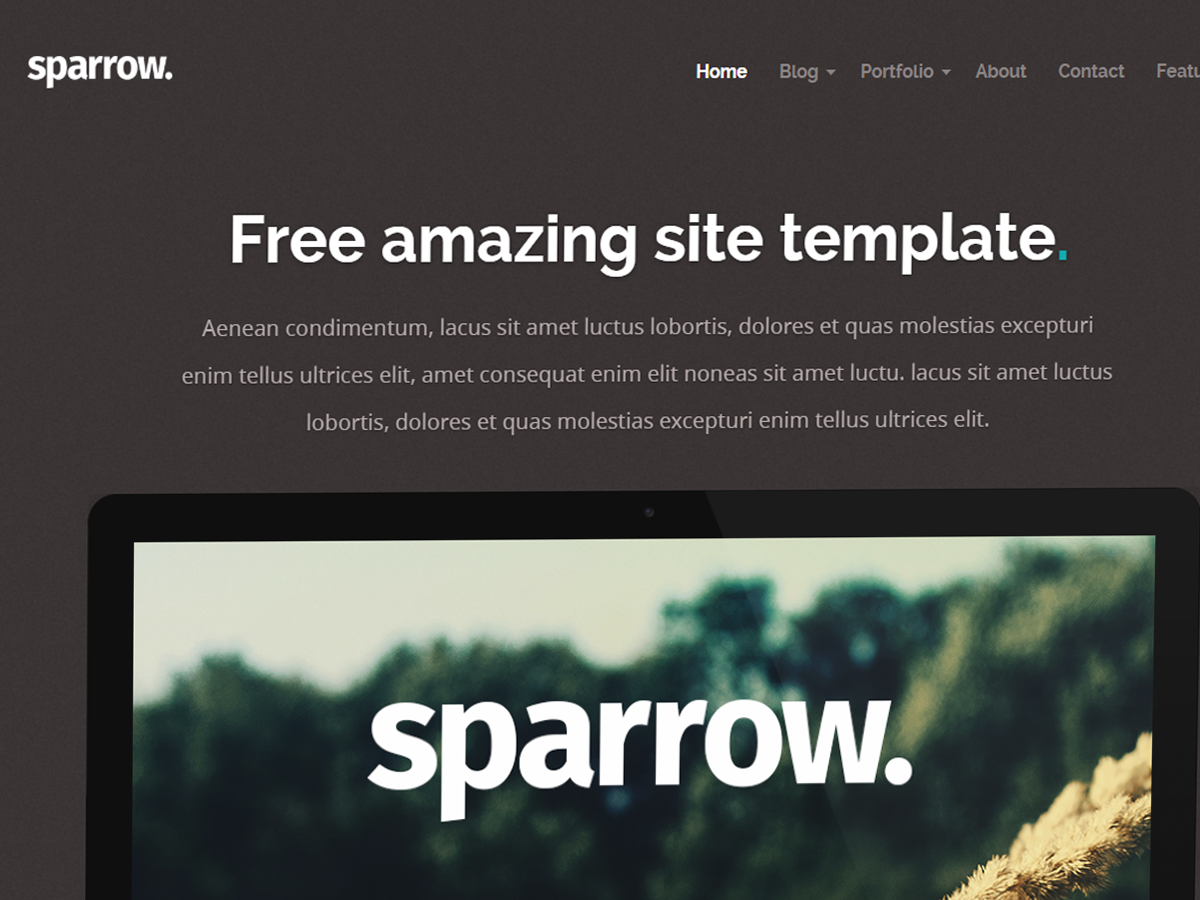 sparrow.
Home Blog Portfolio About Contact
Free amazing site template.
Aenean condimentum, lacus sit amet luctus lobortis, dolores et quas molestias excepturi
enim tellus ultrices elit, amet consequat enim elit noneas sit amet luctu. lacus sit amet luctus
lobortis, dolores et quas molestias excepturi enim tellus ultrices elit.
sparrow.